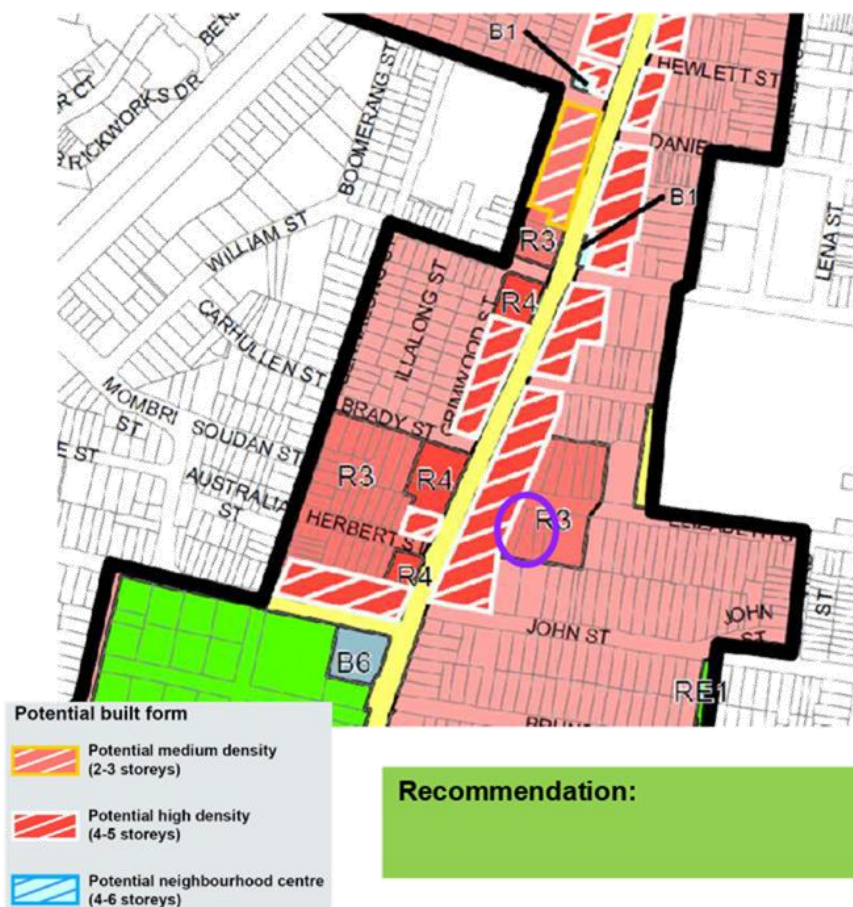 B1
HEWLETT ST
BRICKWORKS DR
BOOMERANG ST
DANIE
B1
LENA ST
WILLIAM ST
R3
R4
ILLALONG ST
GRIMWOOD ST
CARHULLEN ST
MOMBRI
ST
BRADY ST
SOUDAN ST
E ST
R3
R4
AUSTRALIA
ST
R3
HERBERT S
R4
ELIZABETH S
JOHN ST
JOHN
ST
ST
B6
RE1
Potential built form
Potential medium density
(2-3 storeys)
Potential high density
(4-5 storeys)
Potential neighbourhood centre
(4-6 storeys)
Recommendation: